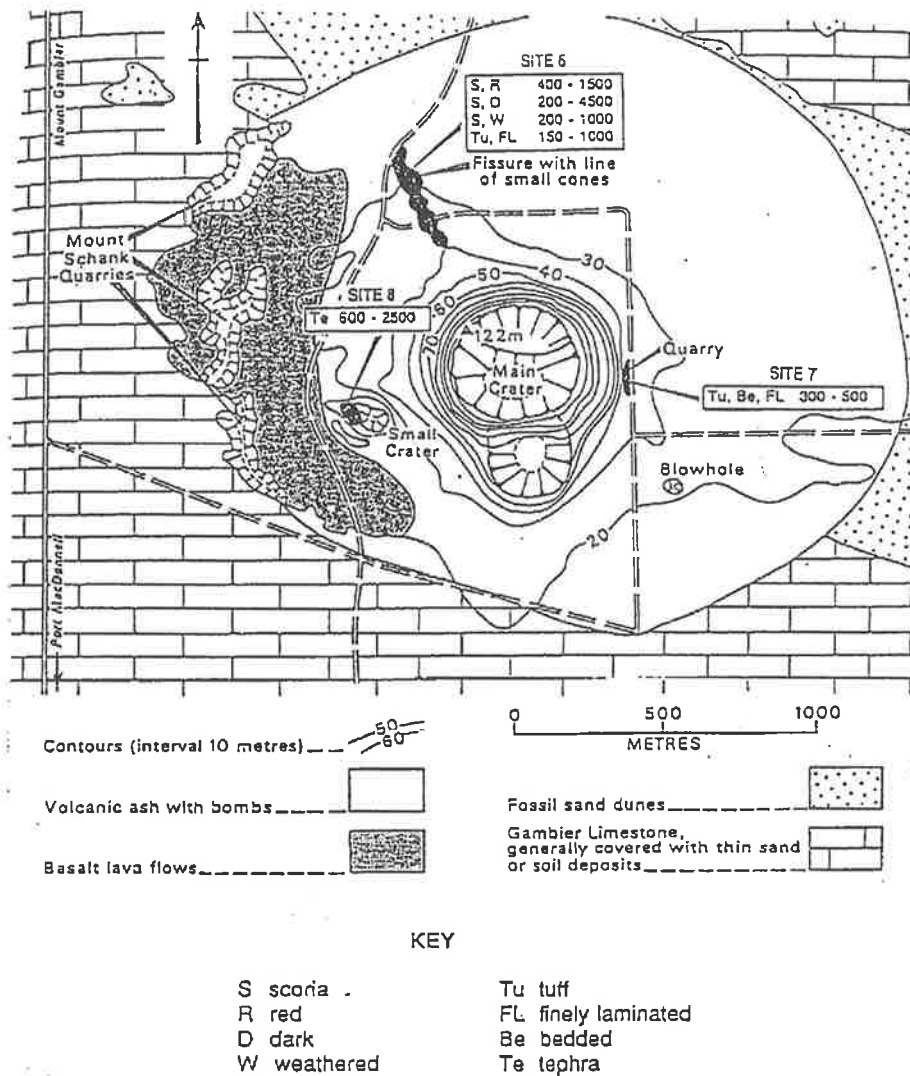 Mount Gambler
SITE 6
S, R 400 - 1500
S, D 200 - 4500
S, W 200 - 1000
Tu, FL 150 - 1000
Fissure with line
of small cones
Mount
Schank
Quarries
SITE 8
Te 600 - 2500
30
40
50
60
70
122m
Main
Crater
Quarry
SITE 7
Tu, Be, FL 300 - 500
Small
Crater
Blowhole
20
Port MacDonnell
0 500 1000
METRES
Contours (interval 10 metres)
50
60
Volcanic ash with bombs
Basalt lava flows
Fossil sand dunes
Gambier Limestone,
generally covered with thin sand
or soil deposits
KEY
S scoria
R red
D dark
W weathered
Tu tuff
FL finely laminated
Be bedded
Te tephra